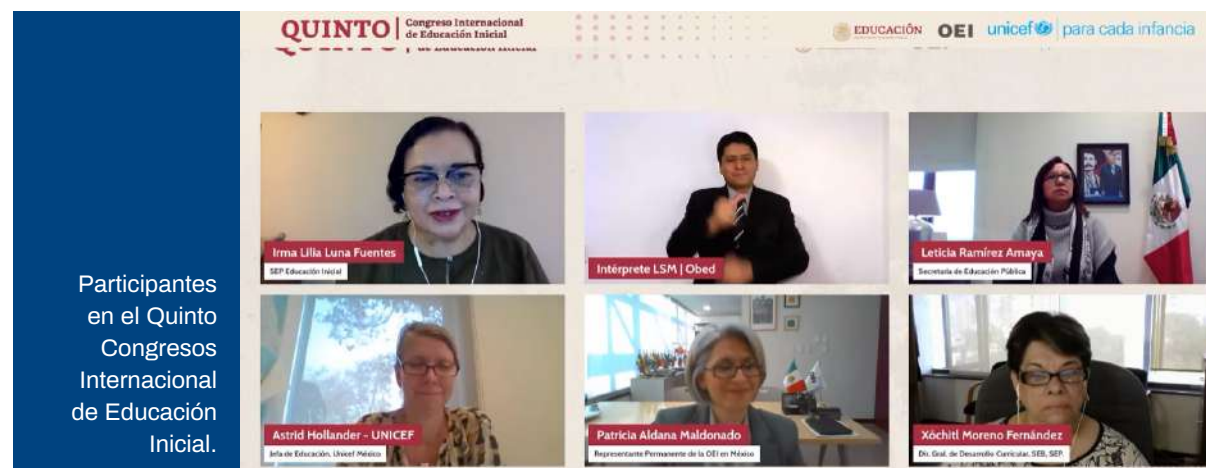 Participantes
en el Quinto
Congresos
Internacional
de Educación
Inicial.
QUINTO
Congreso Internacional
de Educación Inicial
EDUCACIÓN
OEI
unicef
para cada infancia
Irma Lilia Luna Fuentes
SEP Educación Inicial
Intérprete LSM | Obed
Leticia Ramírez Amaya
Secretaria de Educación Pública
Astrid Hollander - UNICEF
Jefa de Educación, Unicef México
Patricia Aldana Maldonado
Representante Permanente de la OEI en México
Xóchitl Moreno Fernández
Dir. Gral. de Desarrollo Curricular, SEB, SEP.